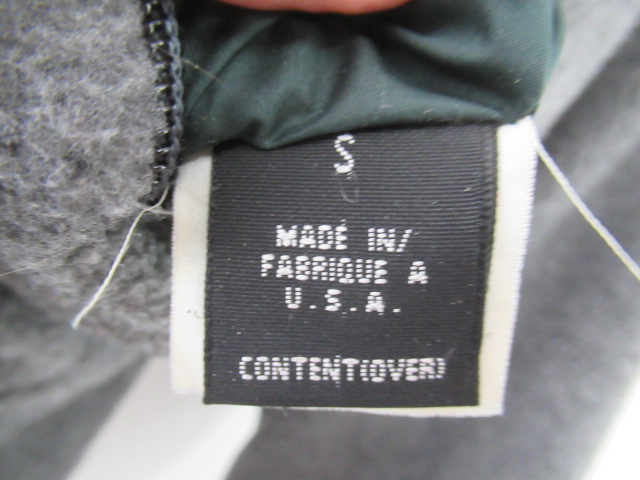 S
MADE IN/
FABRIQUE A
U.S.A.
CONTENT(OVER)